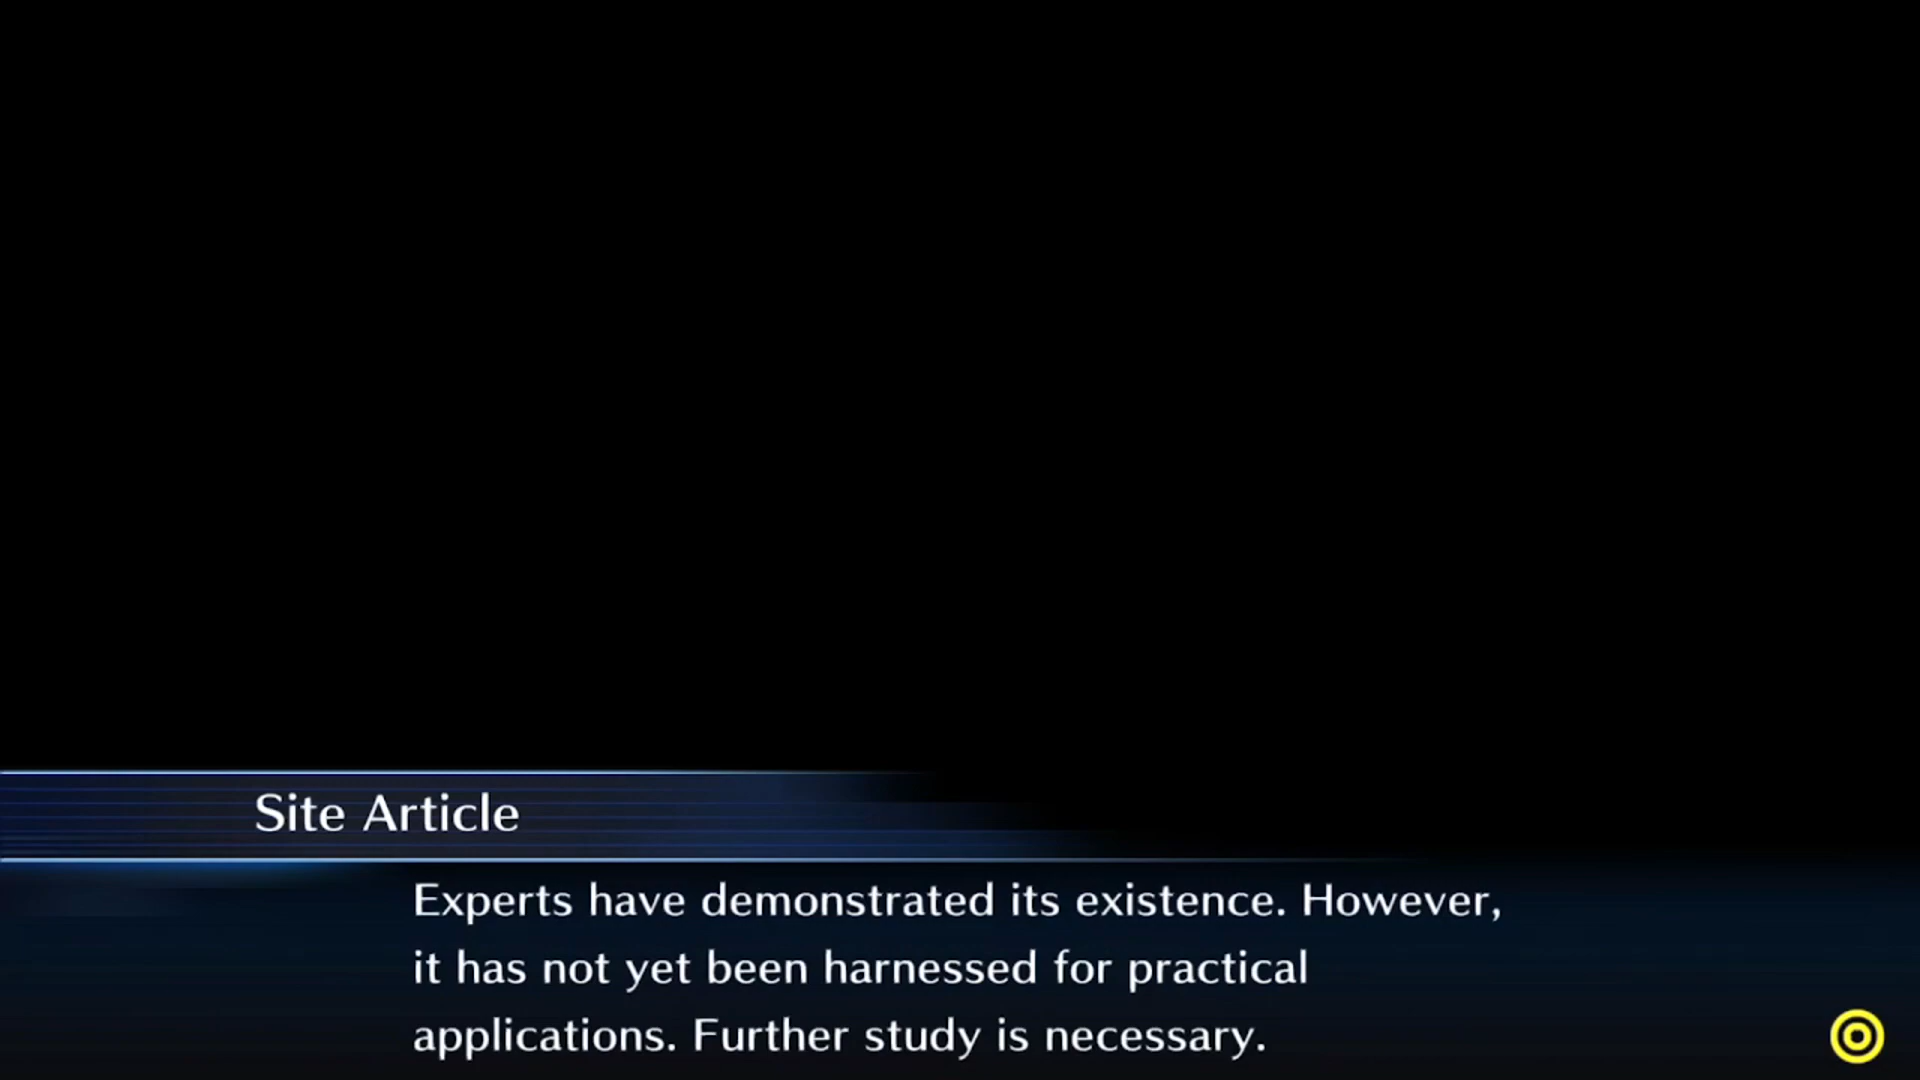 Site Article
Experts have demonstrated its existence. However,
it has not yet been harnessed for practical
applications. Further study is necessary.